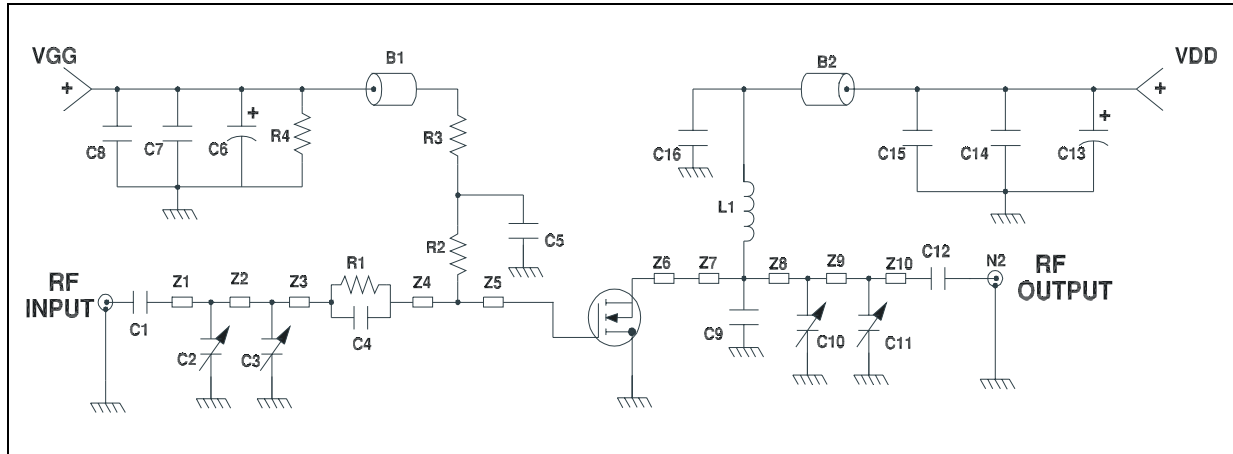 VGG
B1
B2
VDD
+
+
+
+
C8
C7
C6
R4
R3
C16
C15
C14
C13
L1
R2
C5
RF
INPUT
C1
Z1
Z2
Z3
R1
C4
Z4
Z5
Z6
Z7
Z8
Z9
Z10
C12
N2
RF
OUTPUT
C2
C3
C9
C10
C11